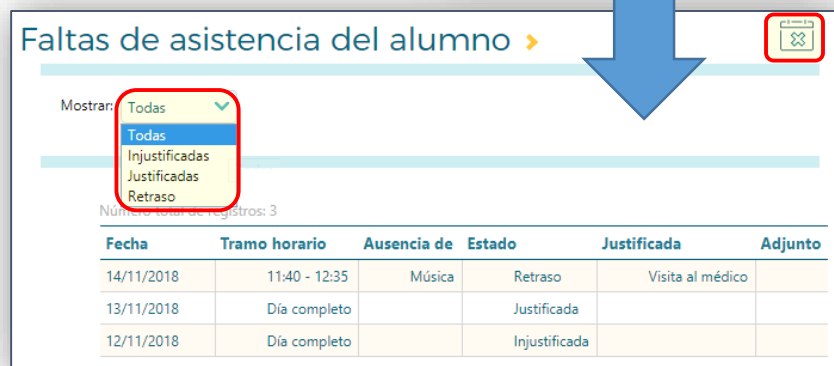 Faltas de asistencia del alumno >
Mostrar: Todas
Todas
Injustificadas
Justificadas
Retraso
Número total de registros: 3
Fecha Tramo horario Ausencia de Estado Justificada Adjunto
14/11/2018 11:40 - 12:35 Música Retraso Visita al médico
13/11/2018 Día completo Justificada
12/11/2018 Día completo Injustificada